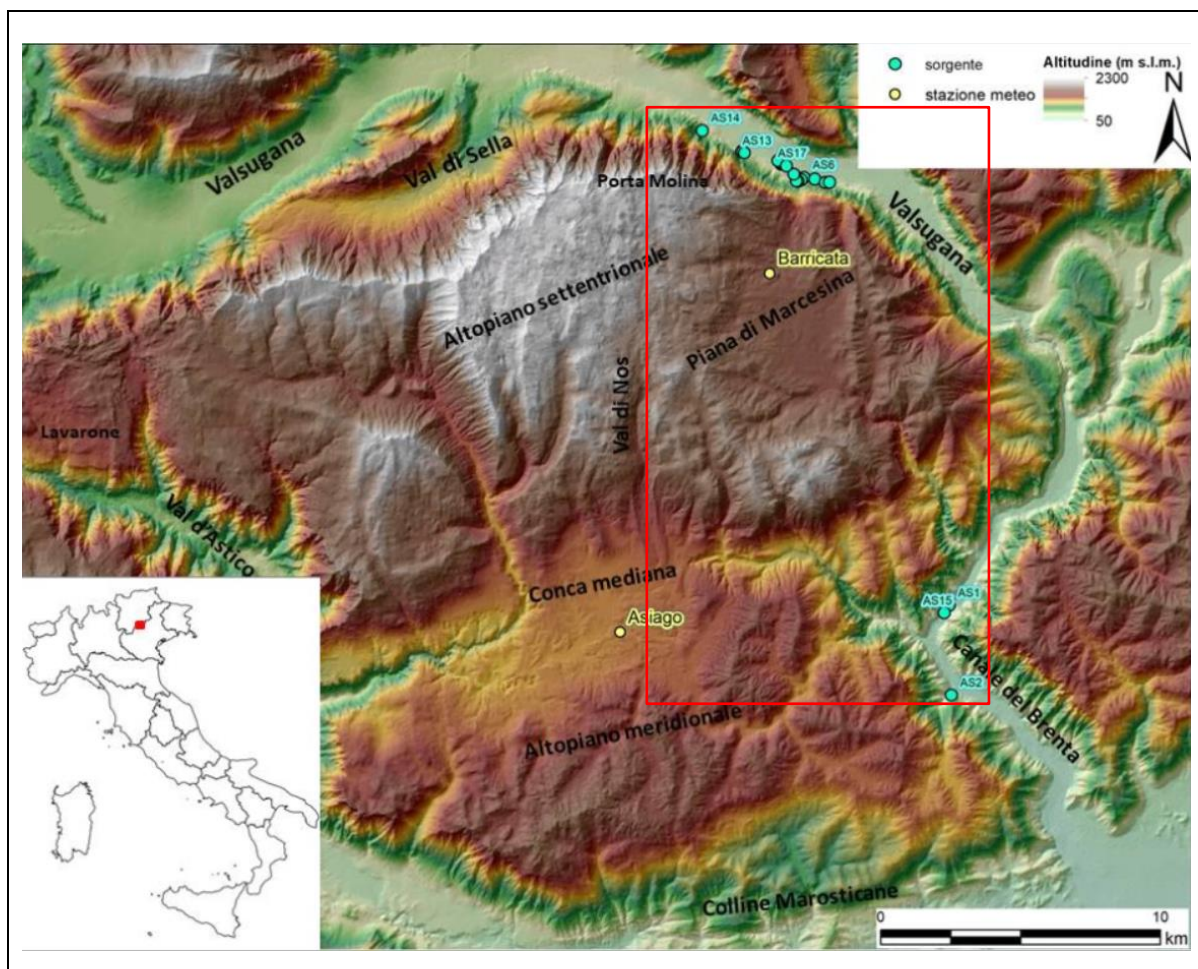 sorgente
stazione meteo
Altitudine (m s.l.m.)
2300
50
N
AS14
AS13
AS17
AS6
Valsugana
Val di Sella
Porta Molina
Valsugana
Barricata
Altopiano settentrionale
Piana di Marcesina
Val di Nos
Lavarone
Val d'Astico
Conca mediana
Asiago
AS1
AS15
Canale del Brenta
AS2
Altopiano meridionale
Colline Marosticane
0 10
km